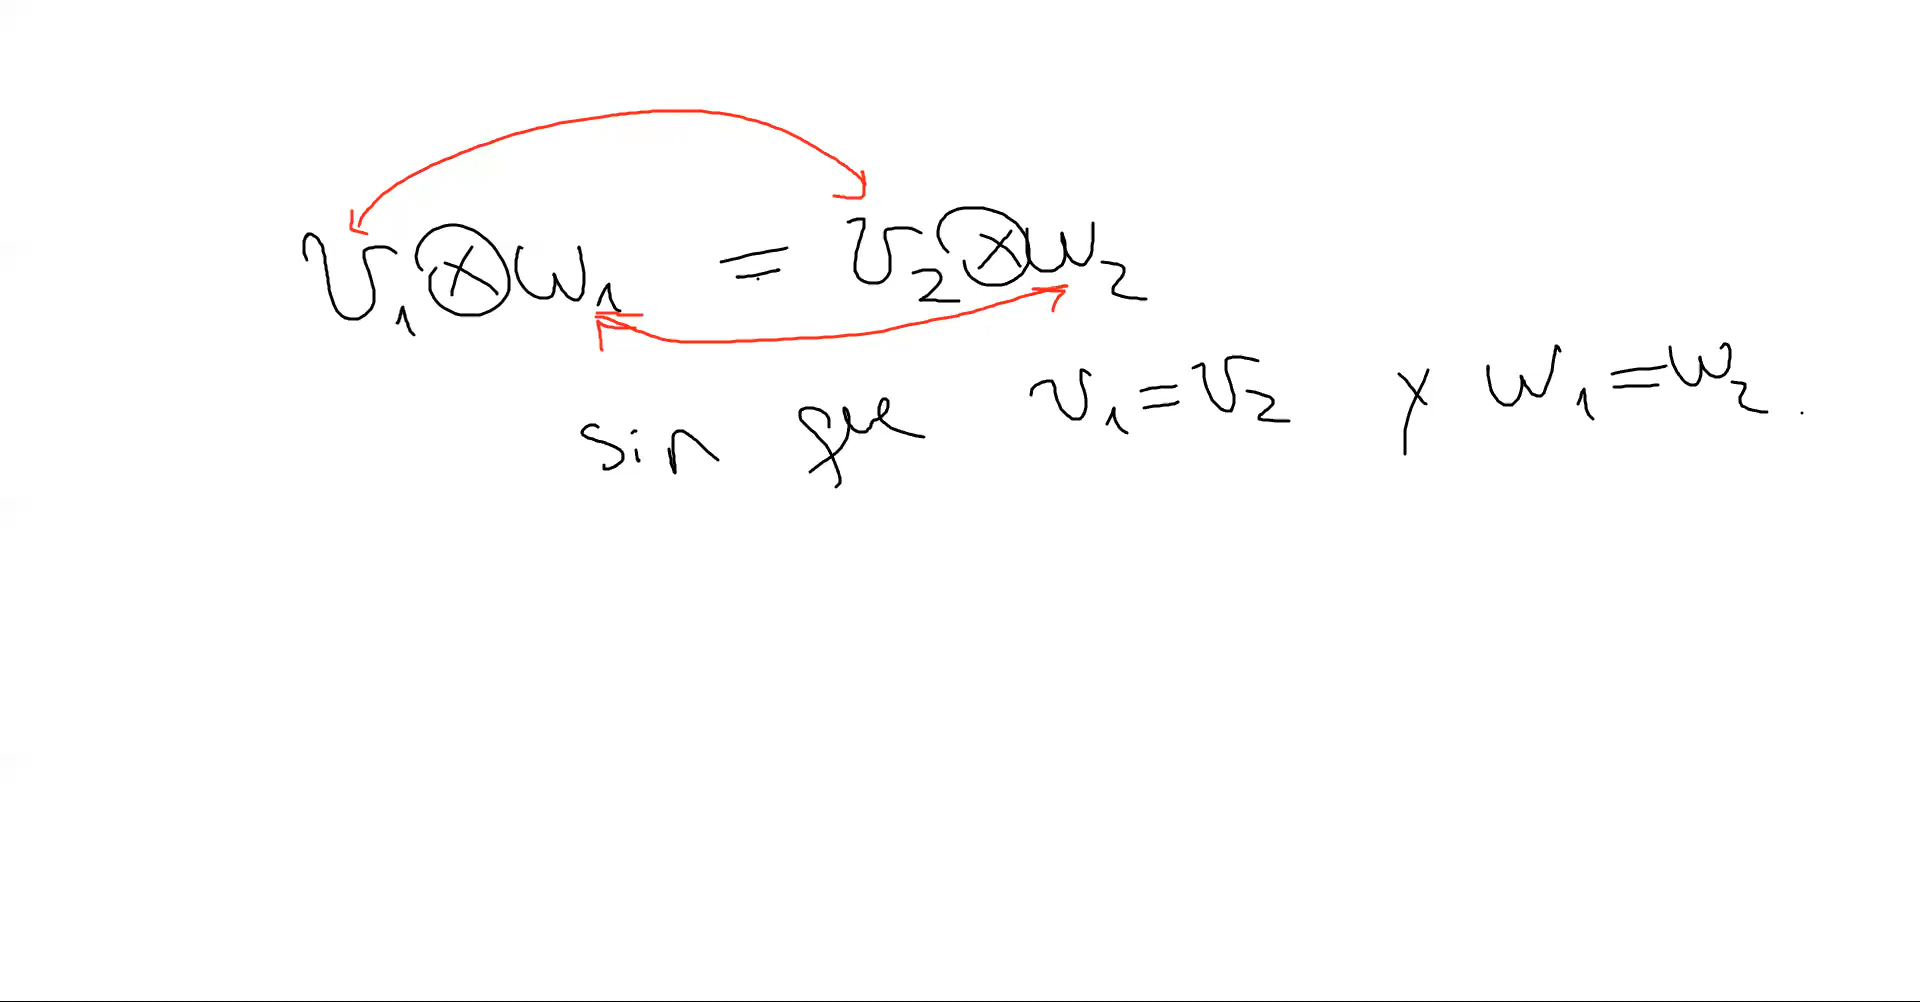 v₁⊗w₁ = v₂⊗w₂
sin que v₁=v₂ y w₁=w₂.